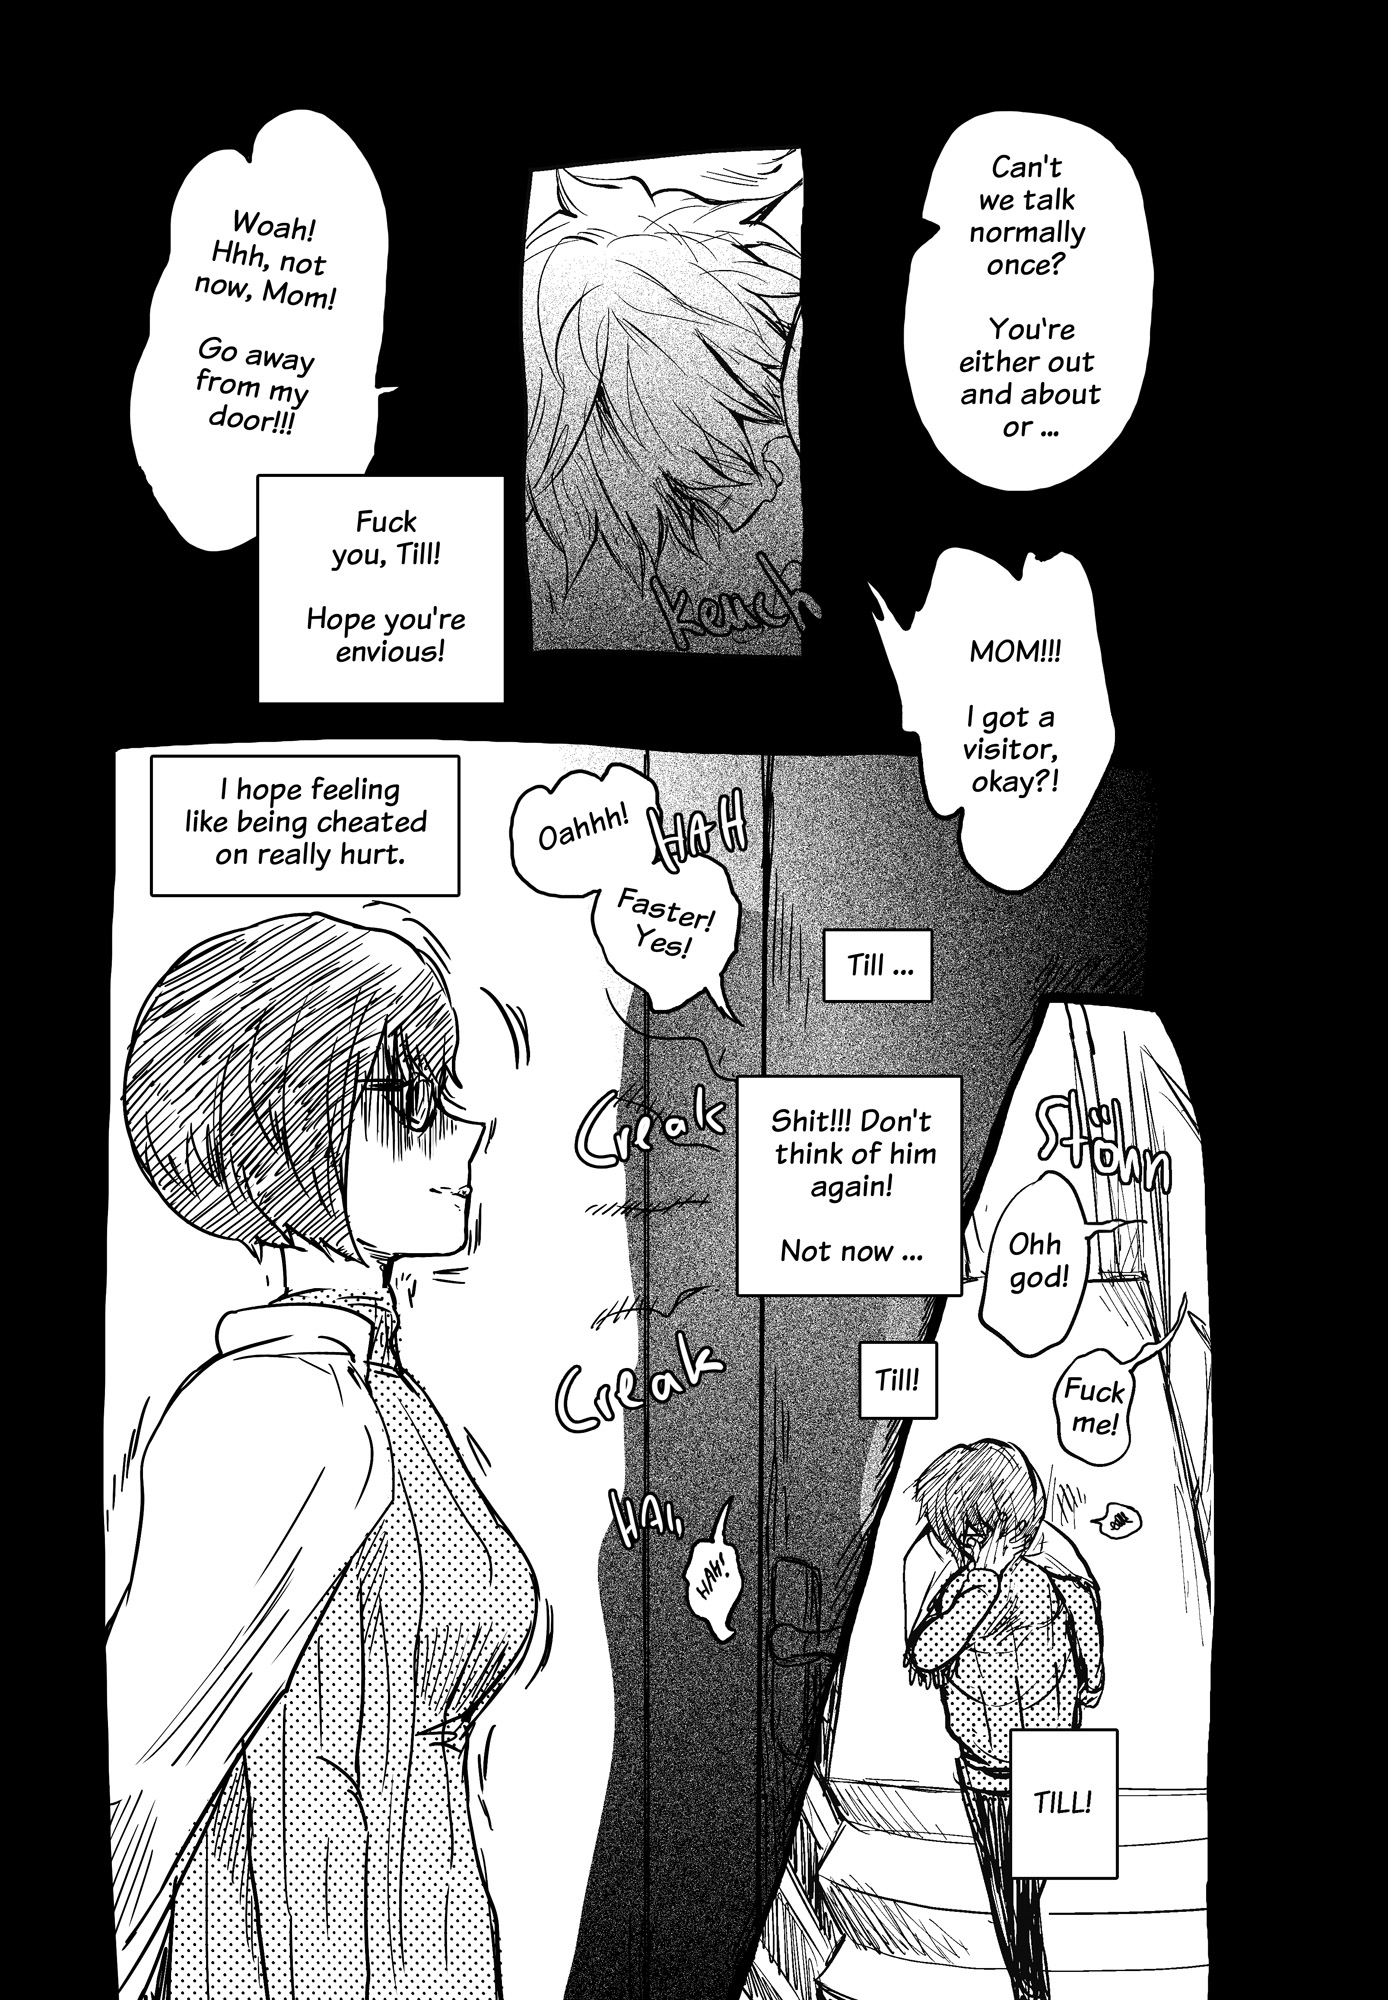 Woah!
Hhh, not
now, Mom!
Go away
from my
door!!!
Can't
we talk
normally
once?
You're
either out
and about
or ...
Fuck
you, Till!
Hope you're
envious!
keuch
MOM!!!
I got a
visitor,
okay?!
I hope feeling
like being cheated
on really hurt.
Oahhh!
HAH
Faster!
Yes!
Till ...
Creak
Shit!!! Don't
think of him
again!
Not now ...
Stöhn
Ohh
god!
Creak
Till!
Fuck
me!
HAH
HAH!
TILL!